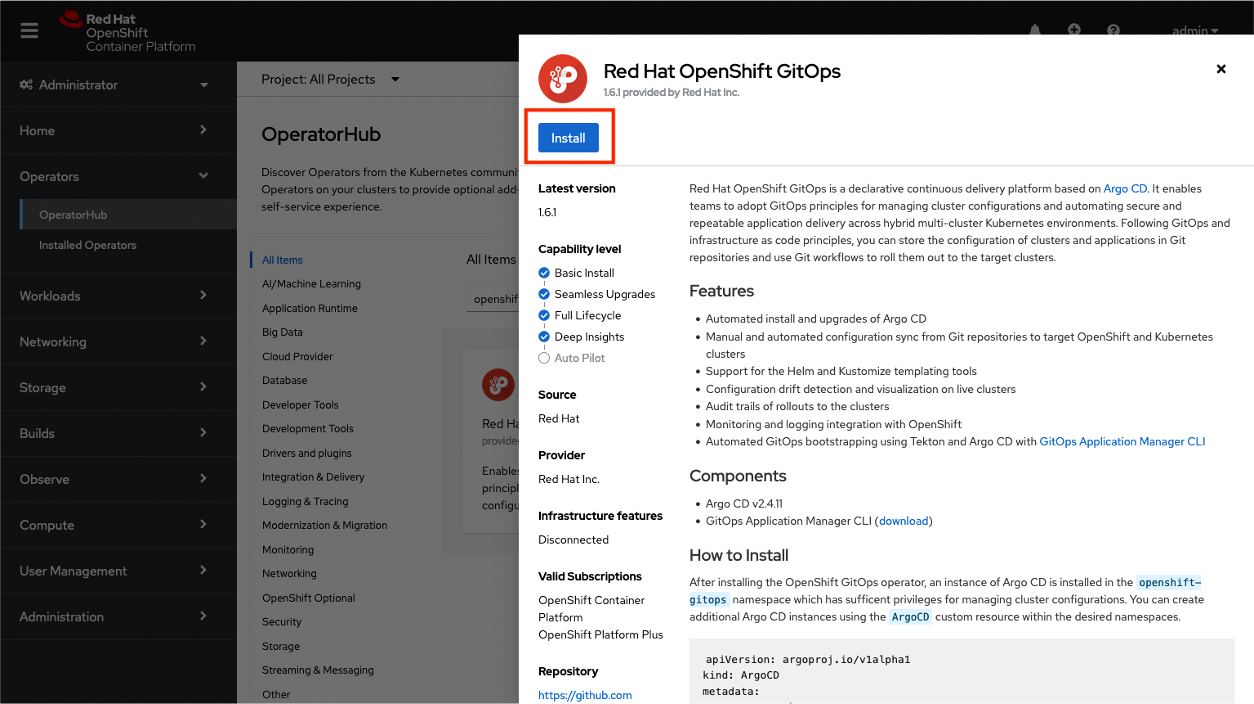 Red Hat
OpenShift
Container Platform
admin
Administrator
Home
Operators
OperatorHub
Installed Operators
Workloads
Networking
Storage
Builds
Observe
Compute
User Management
Administration
Project: All Projects
OperatorHub
Discover Operators from the Kubernetes
Operators on your clusters to provide optional
self-service experience.
All Items
AI/Machine Learning
Application Runtime
Big Data
Cloud Provider
Database
Developer Tools
Development Tools
Drivers and plugins
Integration & Delivery
Logging & Tracing
Modernization & Migration
Monitoring
Networking
OpenShift Optional
Security
Storage
Streaming & Messaging
Other
All Items
openshif
Red Ha
provided
Enables
principl
configu
Red Hat OpenShift GitOps
1.6.1 provided by Red Hat Inc.
Install
Latest version
1.6.1
Capability level
Basic Install
Seamless Upgrades
Full Lifecycle
Deep Insights
Auto Pilot
Source
Red Hat
Provider
Red Hat Inc.
Infrastructure features
Disconnected
Valid Subscriptions
OpenShift Container
Platform
OpenShift Platform Plus
Repository
https://github.com
Red Hat OpenShift GitOps is a declarative continuous delivery platform based on Argo CD. It enables
teams to adopt GitOps principles for managing cluster configurations and automating secure and
repeatable application delivery across hybrid multi-cluster Kubernetes environments. Following GitOps and
infrastructure as code principles, you can store the configuration of clusters and applications in Git
repositories and use Git workflows to roll them out to the target clusters.
Features
• Automated install and upgrades of Argo CD
• Manual and automated configuration sync from Git repositories to target OpenShift and Kubernetes
clusters
• Support for the Helm and Kustomize templating tools
• Configuration drift detection and visualization on live clusters
• Audit trails of rollouts to the clusters
• Monitoring and logging integration with OpenShift
• Automated GitOps bootstrapping using Tekton and Argo CD with GitOps Application Manager CLI
Components
• Argo CD v2.4.11
• GitOps Application Manager CLI (download)
How to Install
After installing the OpenShift GitOps operator, an instance of Argo CD is installed in the openshift-
gitops namespace which has sufficent privileges for managing cluster configurations. You can create
additional Argo CD instances using the ArgoCD custom resource within the desired namespaces.
apiVersion: argoproj.io/v1alpha1
kind: ArgoCD
metadata: